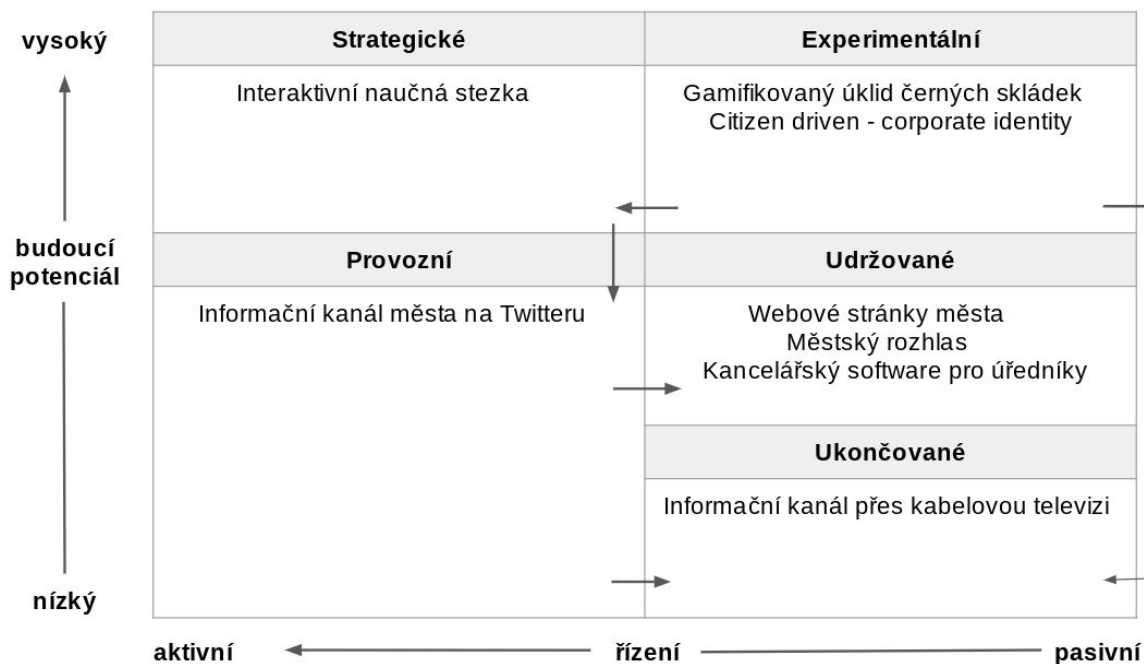 vysoký
Strategické
Experimentální
Interaktivní naučná stezka
Gamifikovaný úklid černých skládek
Citizen driven - corporate identity
budoucí
potenciál
Provozní
Udržované
Informační kanál města na Twitteru
Webové stránky města
Městský rozhlas
Kancelářský software pro úředníky
Ukončované
Informační kanál přes kabelovou televizi
nízký
aktivní
řízení
pasivní